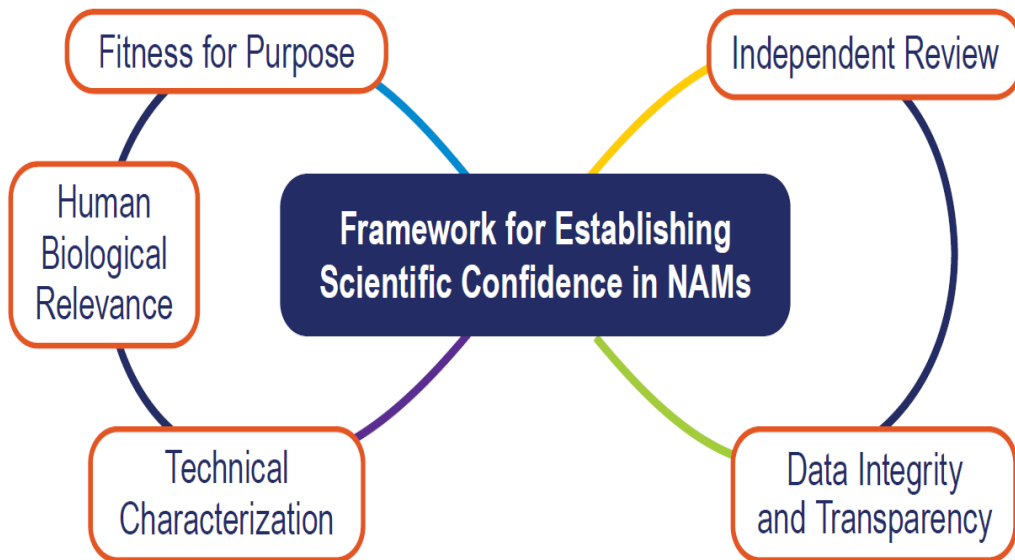 Fitness for Purpose
Independent Review
Human
Biological
Relevance
Framework for Establishing
Scientific Confidence in NAMs
Technical
Characterization
Data Integrity
and Transparency